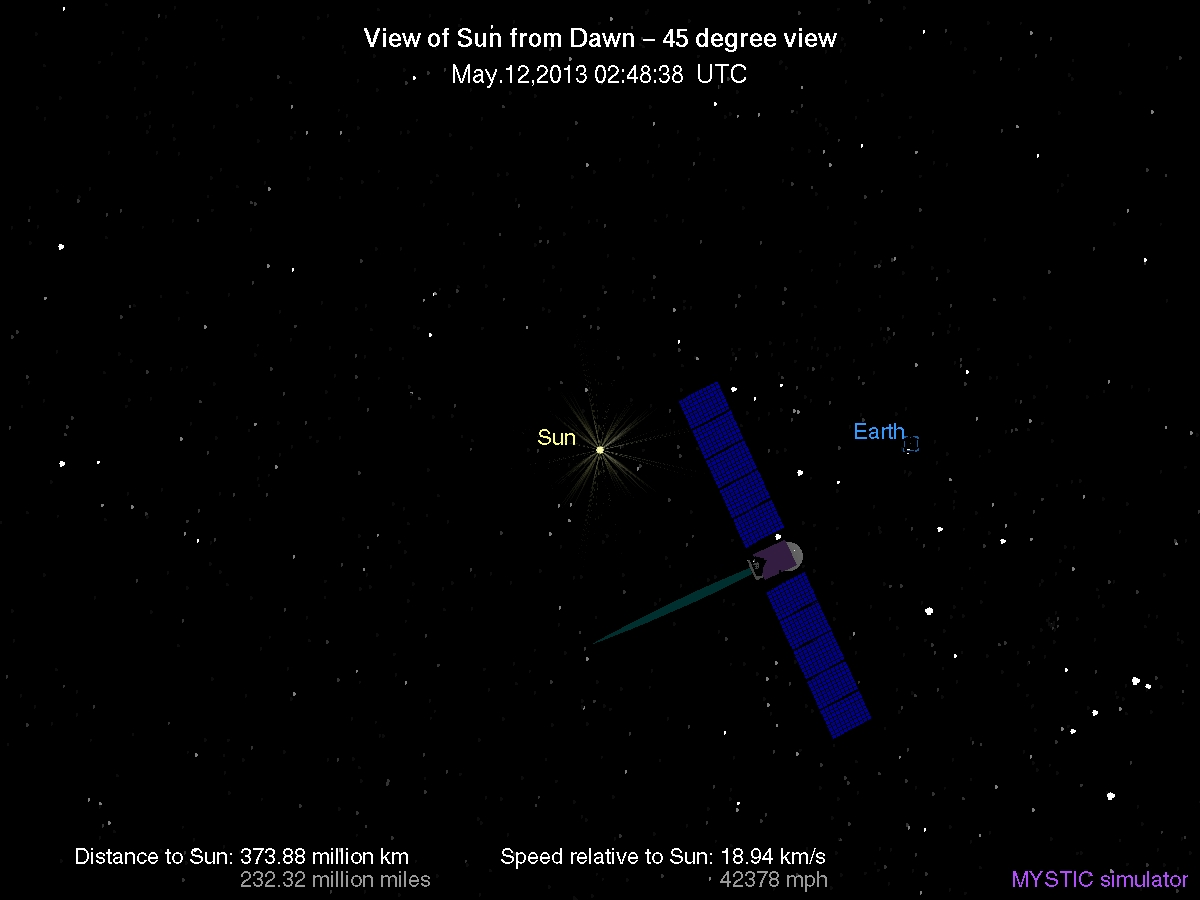 View of Sun from Dawn – 45 degree view
May.12,2013 02:48:38 UTC
Sun
Earth
Distance to Sun: 373.88 million km
232.32 million miles
Speed relative to Sun: 18.94 km/s
42378 mph
MYSTIC simulator